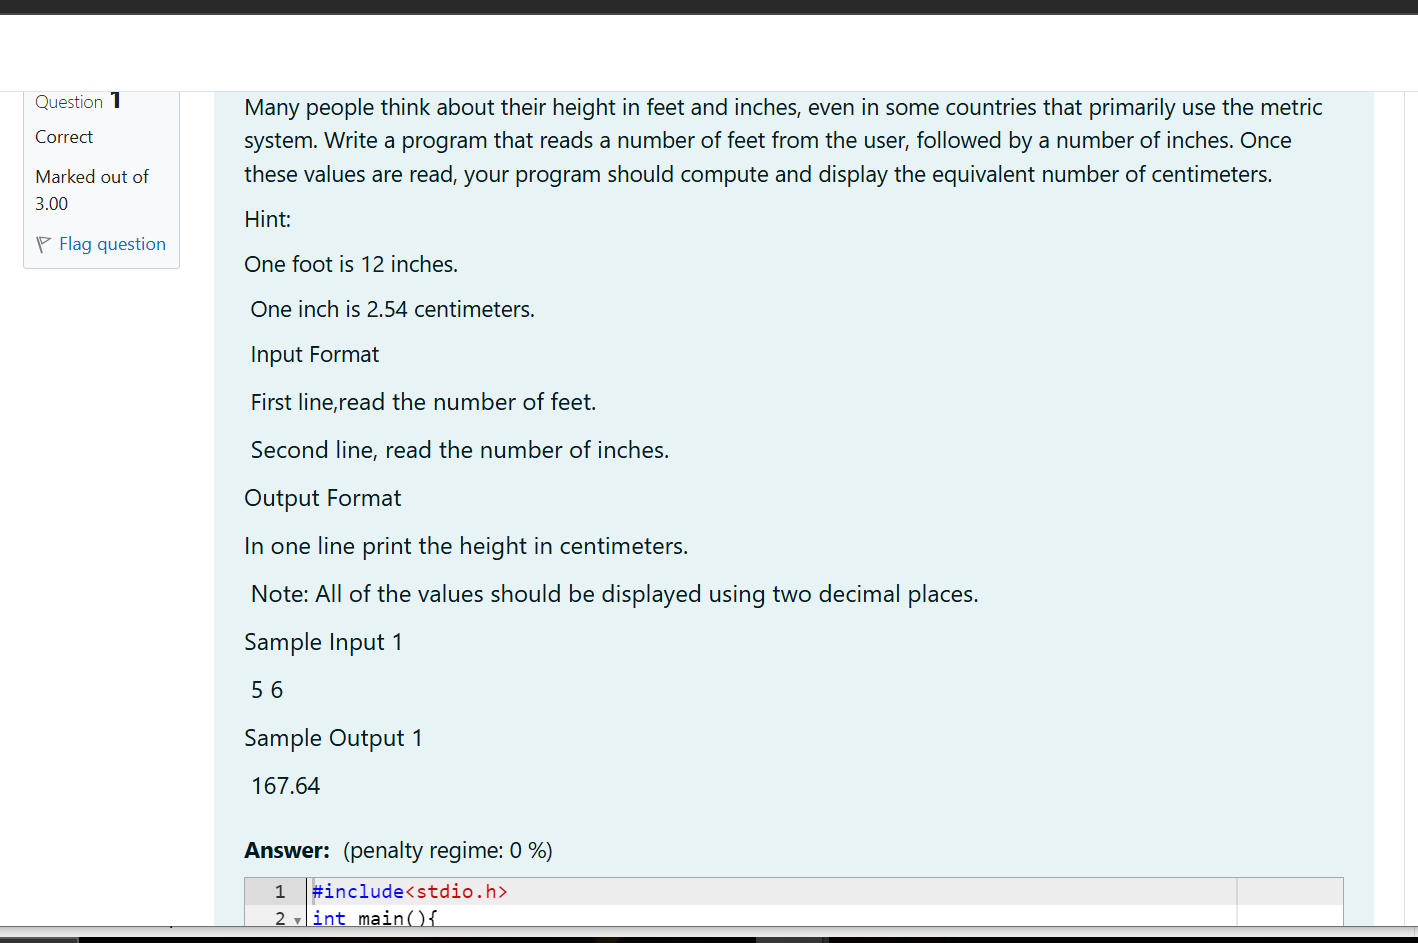 Question 1
Correct
Marked out of
3.00
Flag question
Many people think about their height in feet and inches, even in some countries that primarily use the metric
system. Write a program that reads a number of feet from the user, followed by a number of inches. Once
these values are read, your program should compute and display the equivalent number of centimeters.
Hint:
One foot is 12 inches.
One inch is 2.54 centimeters.
Input Format
First line,read the number of feet.
Second line, read the number of inches.
Output Format
In one line print the height in centimeters.
Note: All of the values should be displayed using two decimal places.
Sample Input 1
5 6
Sample Output 1
167.64
Answer: (penalty regime: 0 %)
1 #include<stdio.h>
2 int main(){